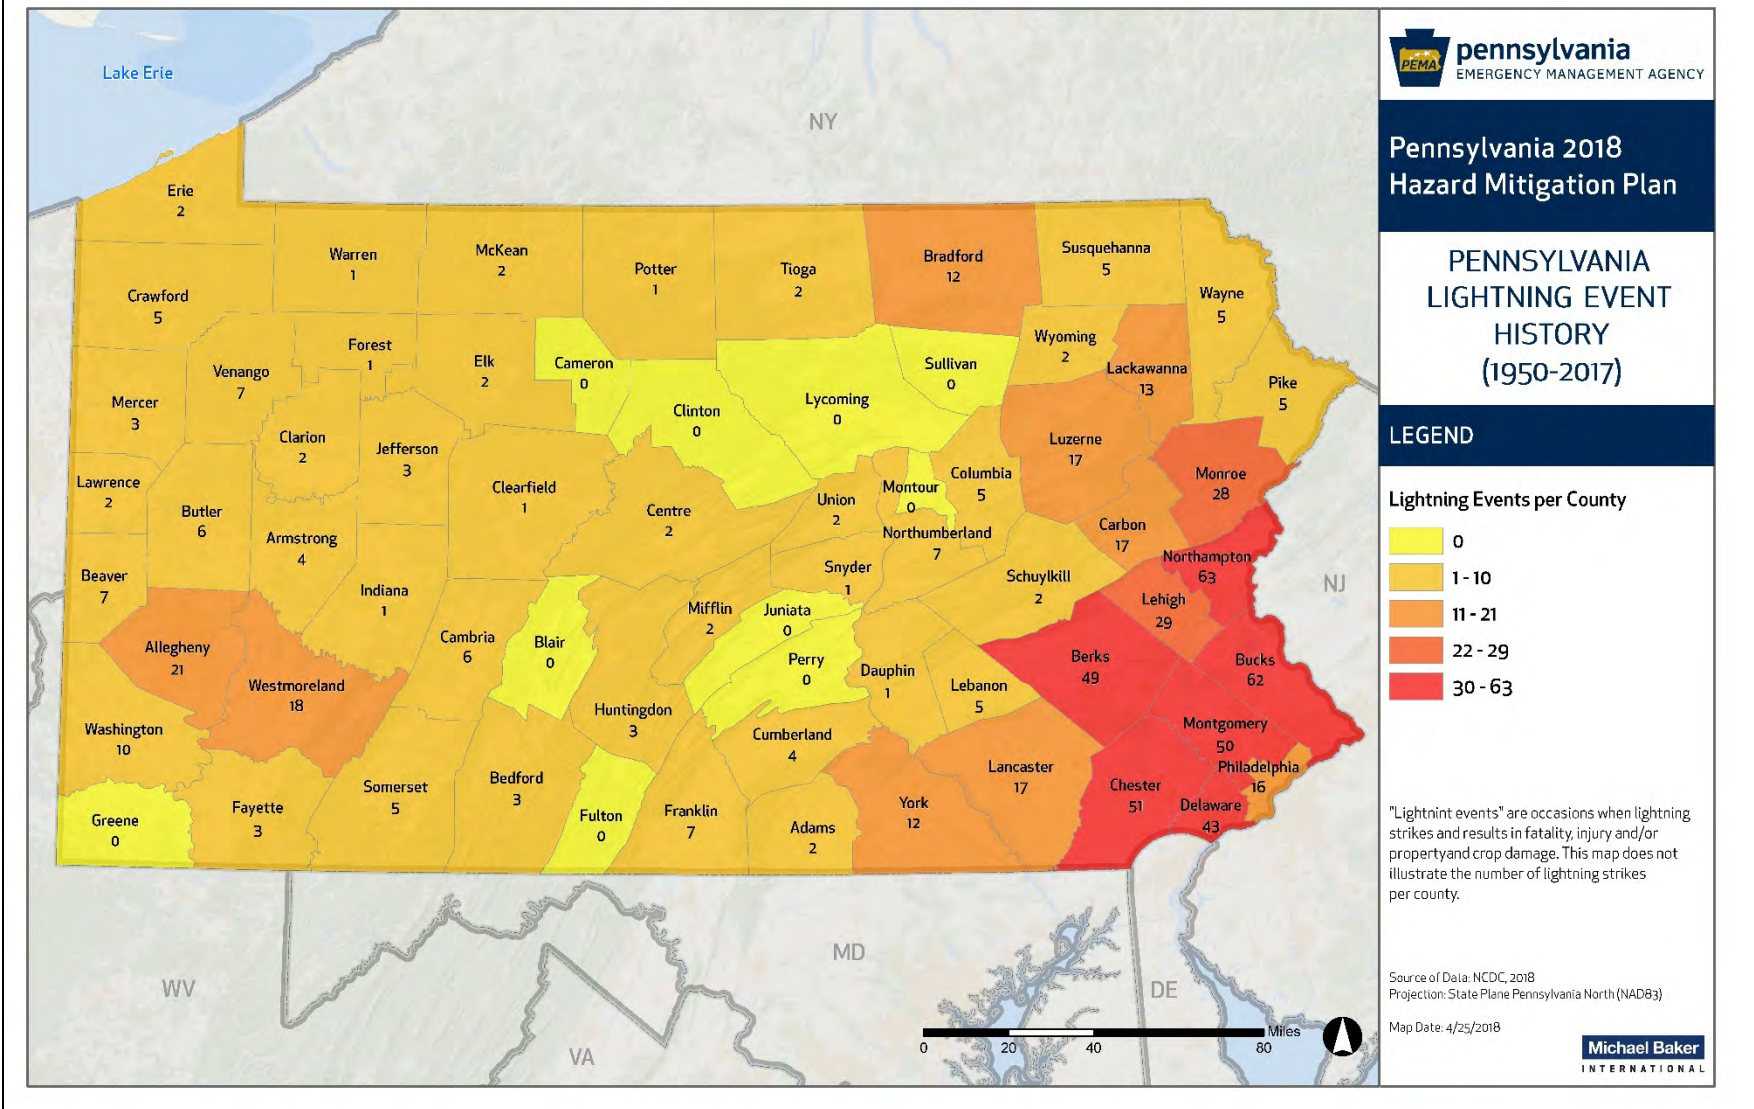 Lake Erie
NY
Erie
2
Warren
1
McKean
2
Potter
1
Tioga
2
Bradford
12
Susquehanna
5
Wayne
5
Crawford
5
Forest
1
Venango
7
Elk
2
Cameron
0
Sullivan
0
Wyoming
2
Lackawanna
13
Pike
5
Mercer
3
Clinton
0
Lycoming
0
Clarion
2
Jefferson
3
Luzerne
17
Lawrence
2
Butler
6
Clearfield
1
Centre
2
Union
2
Montour
0
Columbia
5
Monroe
28
Armstrong
4
Northumberland
7
Carbon
17
Beaver
7
Indiana
1
Snyder
1
Schuylkill
2
Northampton
63
NJ
Mifflin
2
Juniata
0
Lehigh
29
Allegheny
21
Cambria
6
Blair
0
Perry
0
Dauphin
1
Berks
49
Bucks
62
Westmoreland
18
Lebanon
5
Huntingdon
3
Washington
10
Cumberland
4
Montgomery
50
Lancaster
17
Philadelphia
16
Somerset
5
Bedford
3
Chester
51
Greene
0
Fayette
3
Fulton
0
Franklin
7
Adams
2
York
12
Delaware
43
WV
VA
MD
DE
Miles
0 20 40 80
PEMA
pennsylvania
EMERGENCY MANAGEMENT AGENCY
Pennsylvania 2018
Hazard Mitigation Plan
PENNSYLVANIA
LIGHTNING EVENT
HISTORY
(1950-2017)
LEGEND
Lightning Events per County
0
1 - 10
11 - 21
22 - 29
30 - 63
"Lightnint events" are occasions when lightning
strikes and results in fatality, injury and/or
propertyand crop damage. This map does not
illustrate the number of lightning strikes
per county.
Source of Data: NCDC, 2018
Projection: State Plane Pennsylvania North (NAD83)
Map Date: 4/25/2018
Michael Baker
INTERNATIONAL